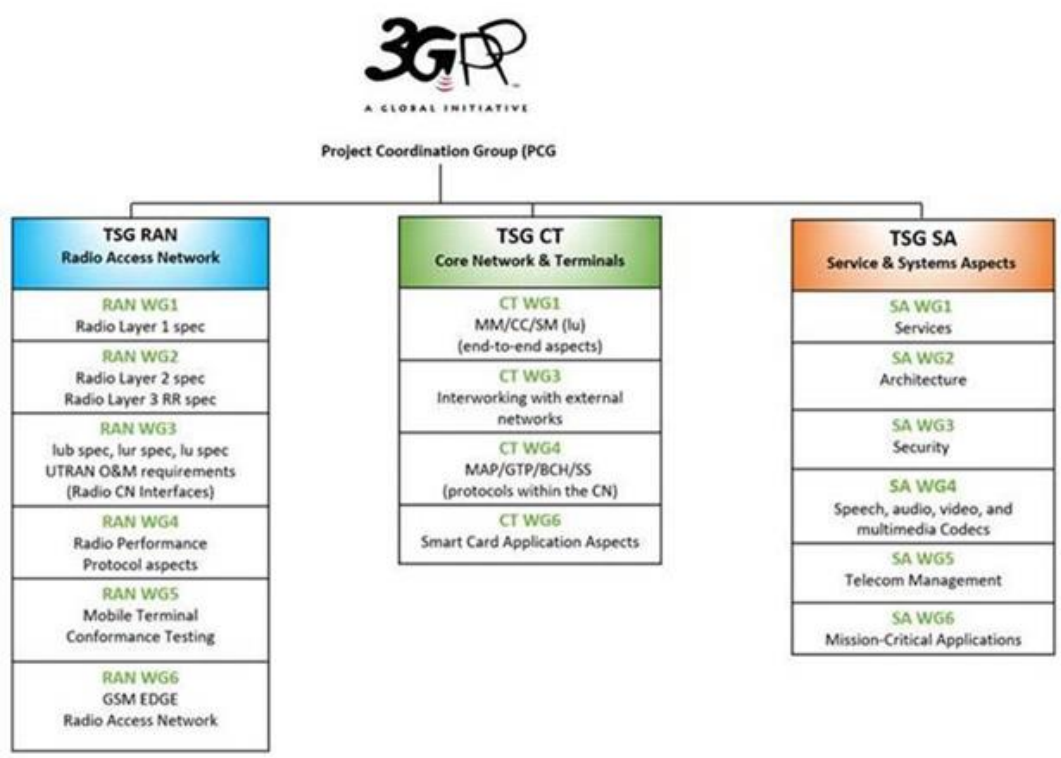 3GPP
A GLOBAL INITIATIVE
Project Coordination Group (PCG
TSG RAN
Radio Access Network
RAN WG1
Radio Layer 1 spec
RAN WG2
Radio Layer 2 spec
Radio Layer 3 RR spec
RAN WG3
lub spec, lur spec, lu spec
UTRAN O&M requirements
(Radio CN Interfaces)
RAN WG4
Radio Performance
Protocol aspects
RAN WG5
Mobile Terminal
Conformance Testing
RAN WG6
GSM EDGE
Radio Access Network
TSG CT
Core Network & Terminals
CT WG1
MM/CC/SM (lu)
(end-to-end aspects)
CT WG3
Interworking with external
networks
CT WG4
MAP/GTP/BCH/SS
(protocols within the CN)
CT WG6
Smart Card Application Aspects
TSG SA
Service & Systems Aspects
SA WG1
Services
SA WG2
Architecture
SA WG3
Security
SA WG4
Speech, audio, video, and
multimedia Codecs
SA WG5
Telecom Management
SA WG6
Mission-Critical Applications